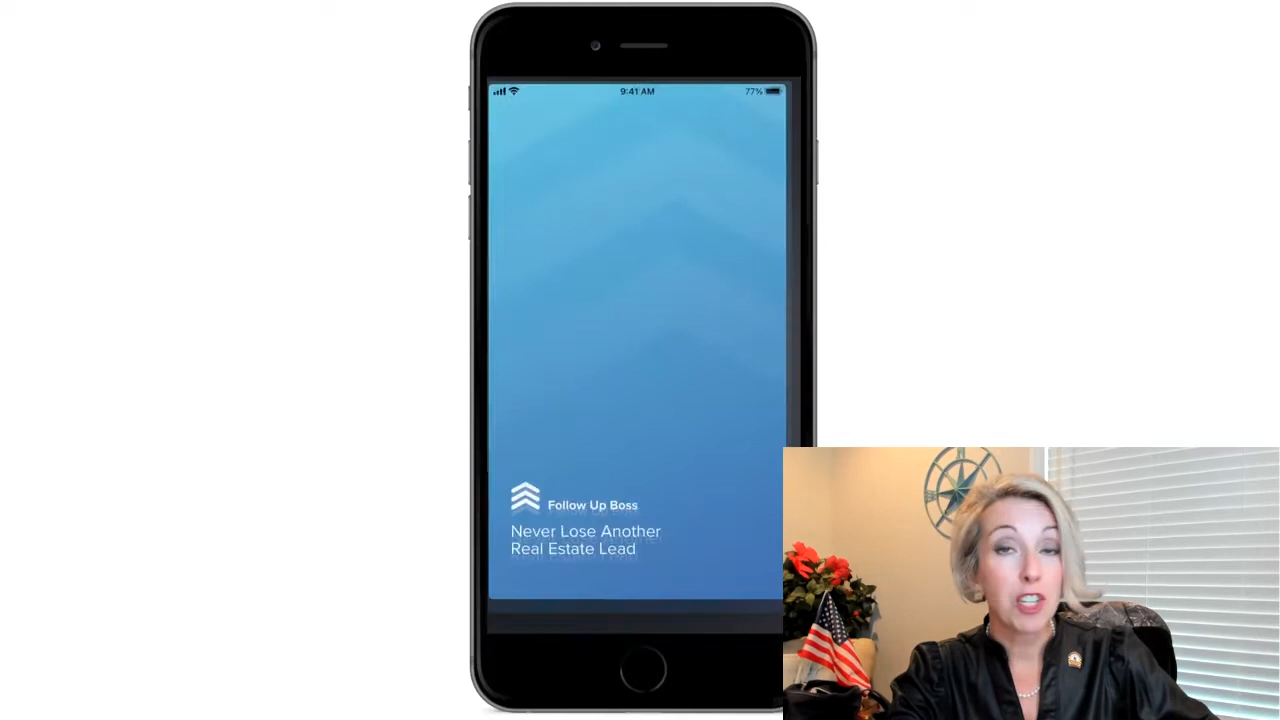 9:41 AM
77%
Follow Up Boss
Never Lose Another
Real Estate Lead